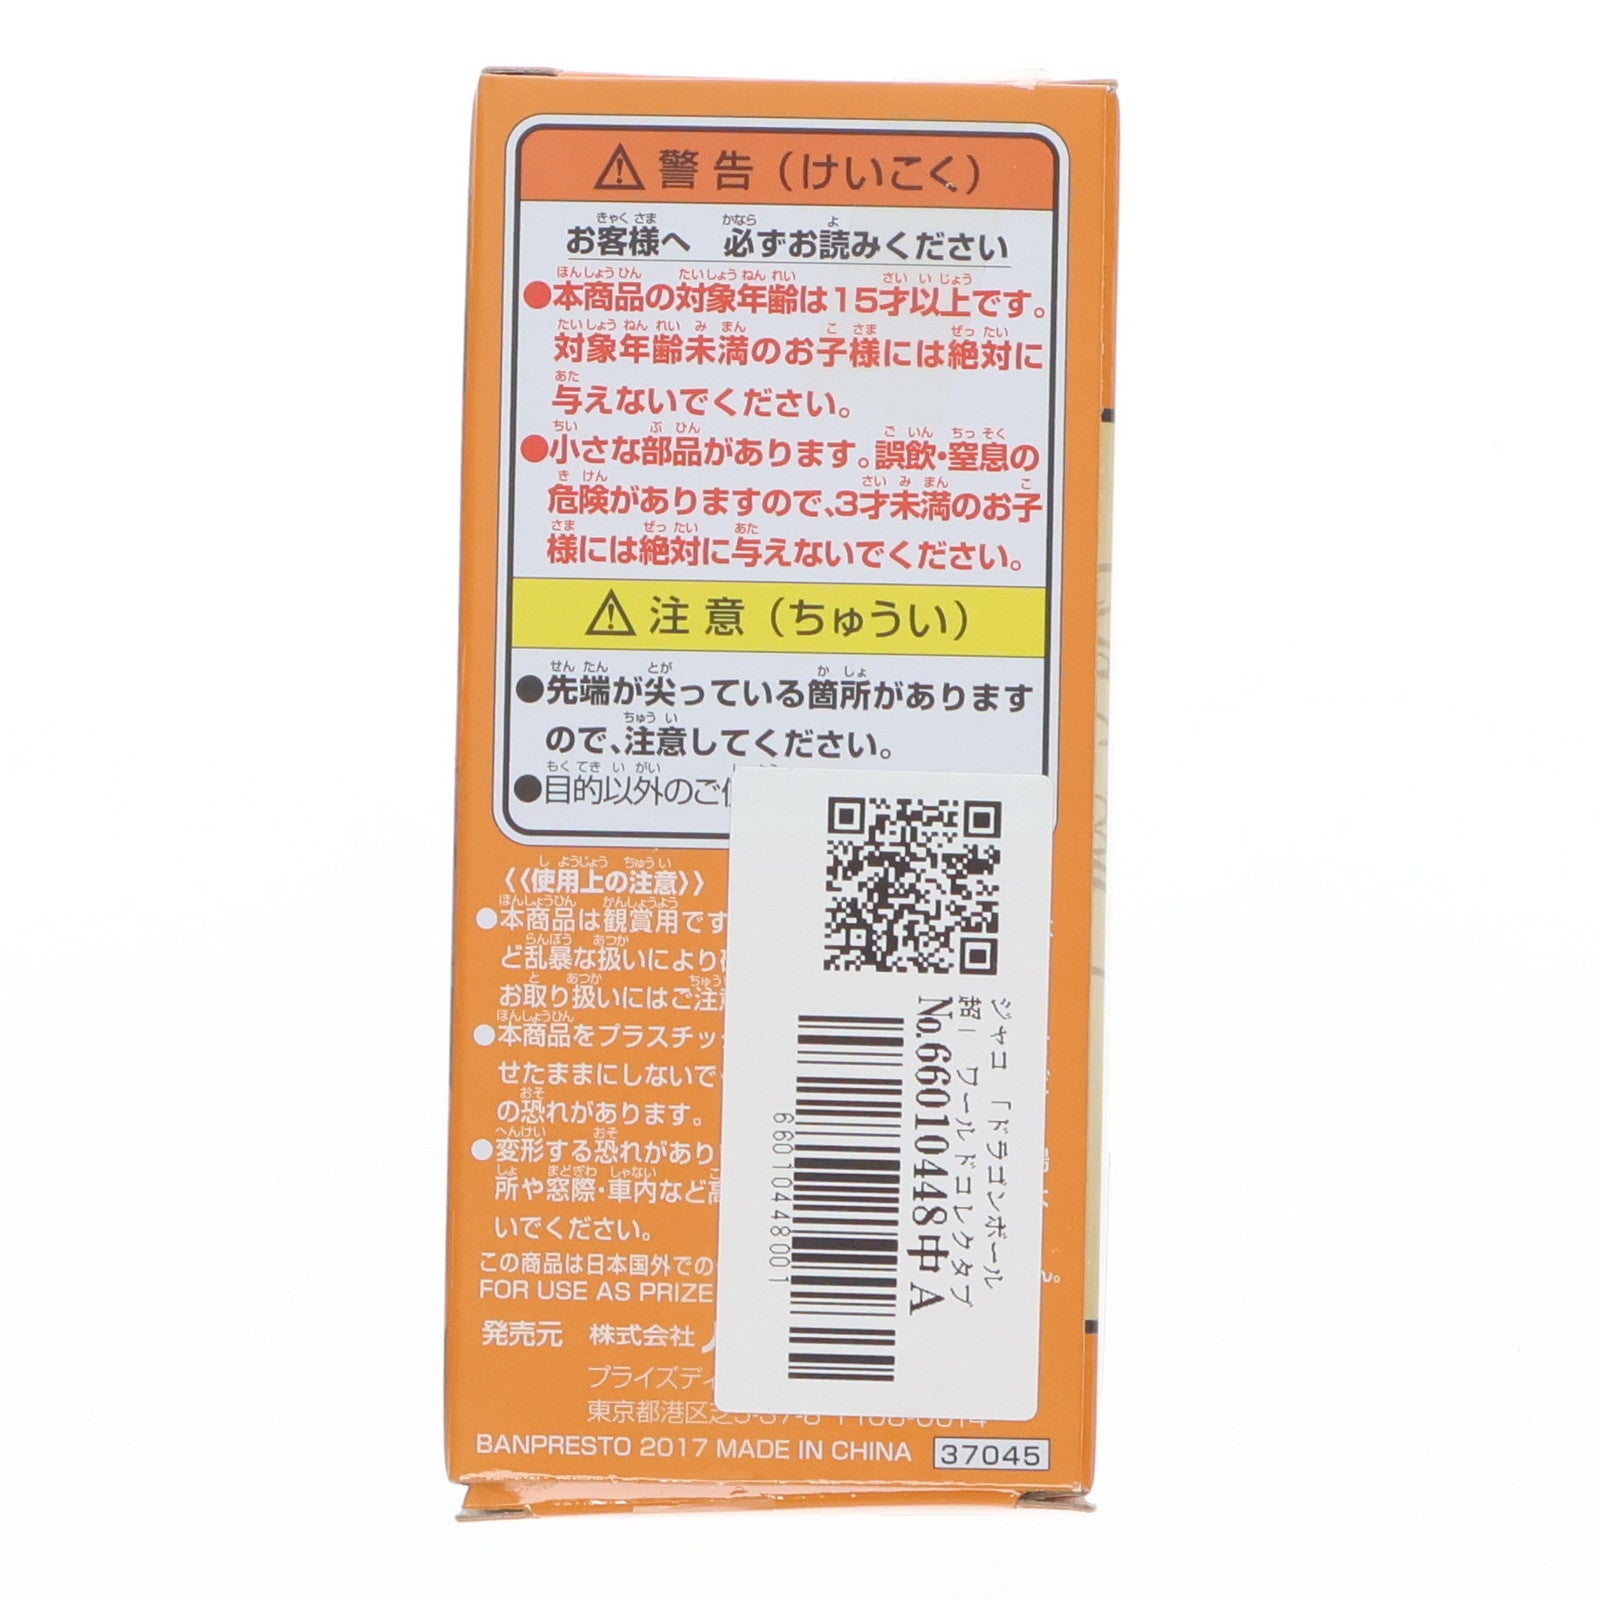 ⚠警告（けいこく）
お客様へ　必ずお読みください
●本商品の対象年齢は15才以上です。
対象年齢未満のお子様には絶対に
与えないでください。
●小さな部品があります。誤飲・窒息の
危険がありますので、3才未満のお子
様には絶対に与えないでください。
⚠注意（ちゅうい）
●先端が尖っている箇所があります
ので、注意してください。
●目的以外のご
《使用上の注意》
●本商品は観賞用です
ど乱暴な扱いにより
お取り扱いにはご注意
●本商品をプラスチッ
せたままにしないで
の恐れがあります。
●変形する恐れがあり
所や窓際・車内など高
いでください。
この商品は日本国外での
FOR USE AS PRIZE
発売元　株式会社
プライズディ
東京都港区芝5-37-8
BANPRESTO 2017 MADE IN CHINA 37045
ジャコ　「ドラゴンボール
超」　ワールドコレクタブ
No.66010448中A
66010448001